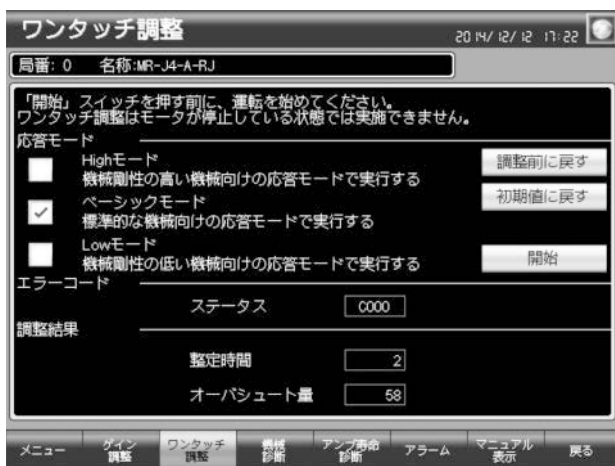 ワンタッチ調整
2014/12/12 17:22
局番: 0 名称:MR-J4-A-RJ
「開始」スイッチを押す前に、運転を始めてください。
ワンタッチ調整はモータが停止している状態では実施できません。
応答モード
Highモード
機械剛性の高い機械向けの応答モードで実行する
調整前に戻す
ベーシックモード
標準的な機械向けの応答モードで実行する
初期値に戻す
Lowモード
機械剛性の低い機械向けの応答モードで実行する
開始
エラーコード
ステータス C000
調整結果
整定時間 2
オーバシュート量 58
メニュー
ゲイン
調整
ワンタッチ
調整
機械
診断
アンプ寿命
診断
アラーム
マニュアル
表示
戻る